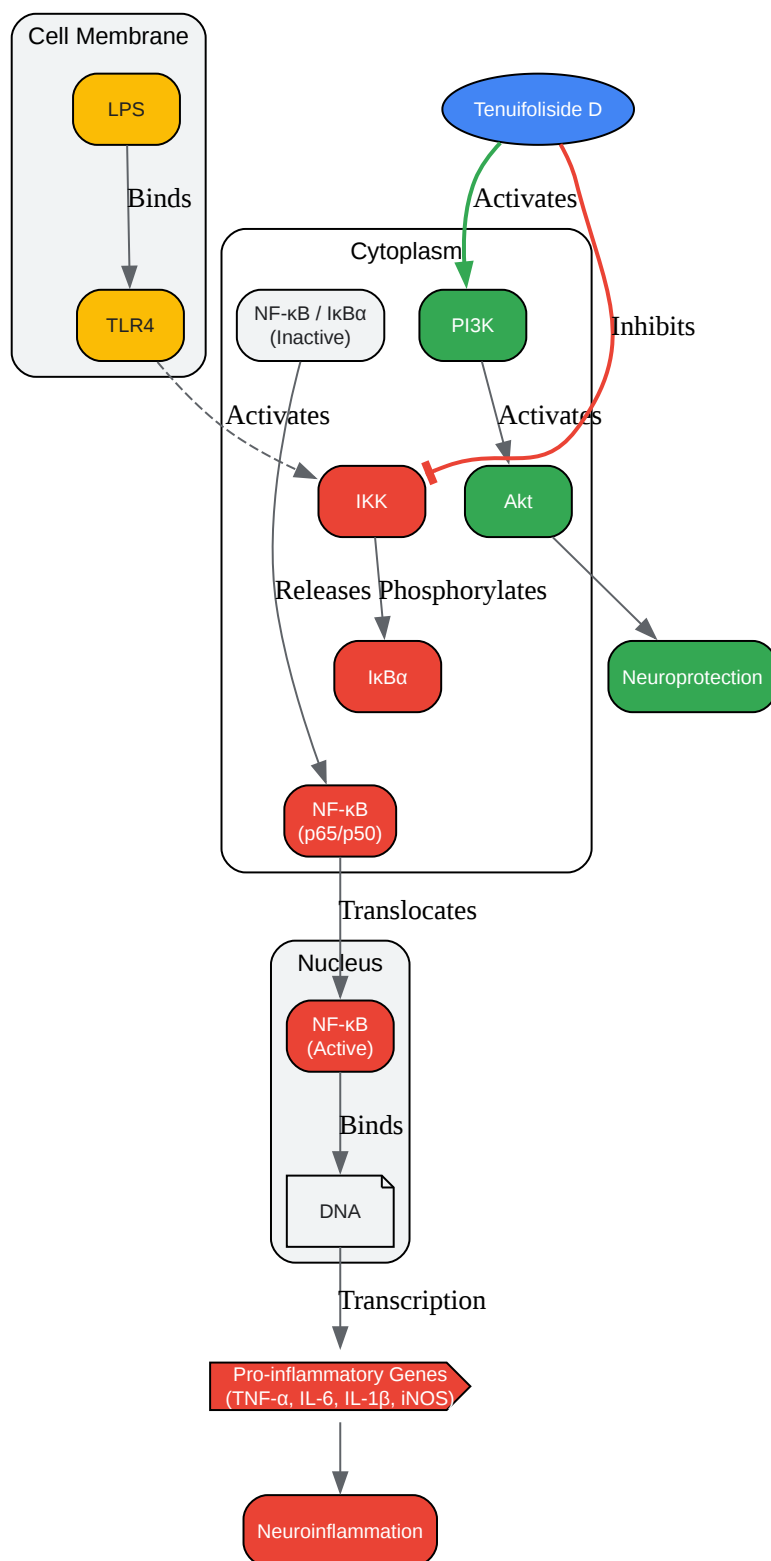 Cell Membrane
LPS
Tenuifoliside D
Binds
Activates
Cytoplasm
TLR4
NF-κB / IκBα
(Inactive)
PI3K
Inhibits
Activates
Activates
IKK
Akt
Releases
Phosphorylates
IκBα
Neuroprotection
NF-κB
(p65/p50)
Translocates
Nucleus
NF-κB
(Active)
Binds
DNA
Transcription
Pro-inflammatory Genes
(TNF-α, IL-6, IL-1β, iNOS)
Neuroinflammation